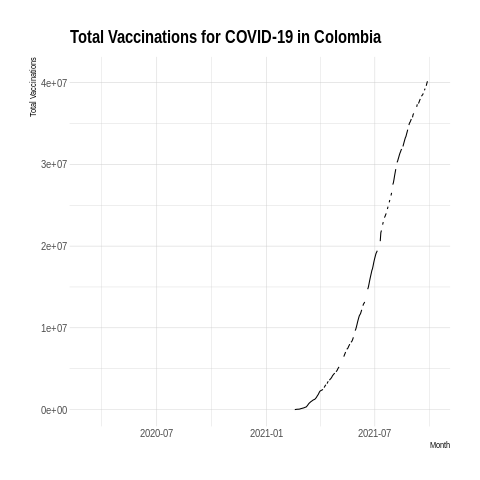 Total Vaccinations for COVID-19 in Colombia
Total Vaccinations
4e+07
3e+07
2e+07
1e+07
0e+00
2020-07
2021-01
2021-07
Month